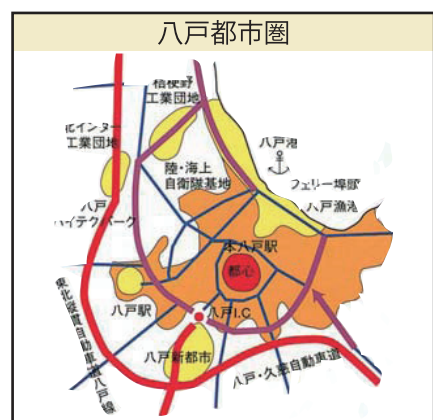 八戸都市圏
桔梗野
工業団地
北インター
工業団地
八戸港
陸・海上
自衛隊基地
フェリー埠頭
八戸漁港
八戸
ハイテクパーク
本八戸駅
都心
八戸駅
八戸I.C
八戸新都市
東北縦貫自動車道八戸線
八戸・久慈自動車道